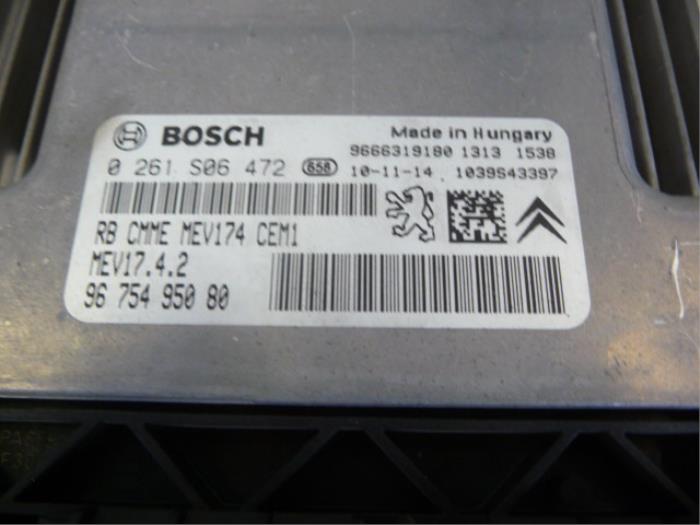 BOSCH
Made in Hungary
9666319180 1313 1538
0 261 S06 472 658 10-11-14 1039S43397
RB CMME MEV174 CEM1
MEV17.4.2
96 754 950 80